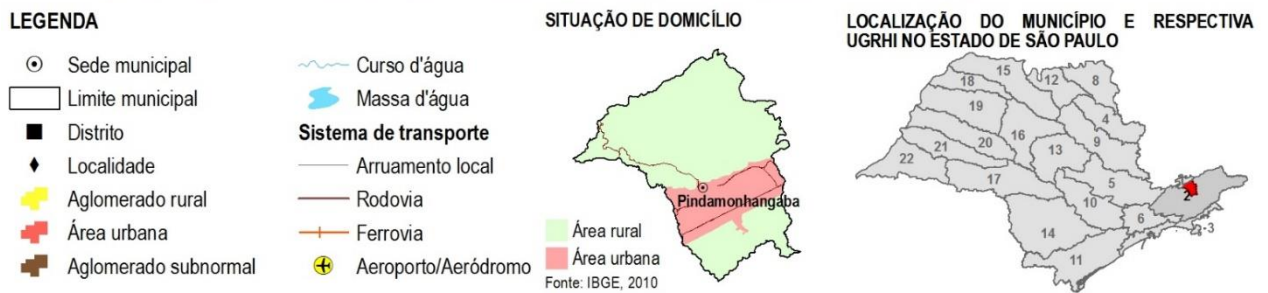 LEGENDA
Sede municipal
Limite municipal
Distrito
Localidade
Aglomerado rural
Área urbana
Aglomerado subnormal
Curso d'água
Massa d'água
Sistema de transporte
Arruamento local
Rodovia
Ferrovia
Aeroporto/Aeródromo
SITUAÇÃO DE DOMICÍLIO
Pindamonhangaba
Área rural
Área urbana
Fonte: IBGE, 2010
LOCALIZAÇÃO DO MUNICÍPIO E RESPECTIVA
UGRHI NO ESTADO DE SÃO PAULO
15
12
8
18
19
4
16
9
13
20
21
22
17
5
10
2
6
3
14
11